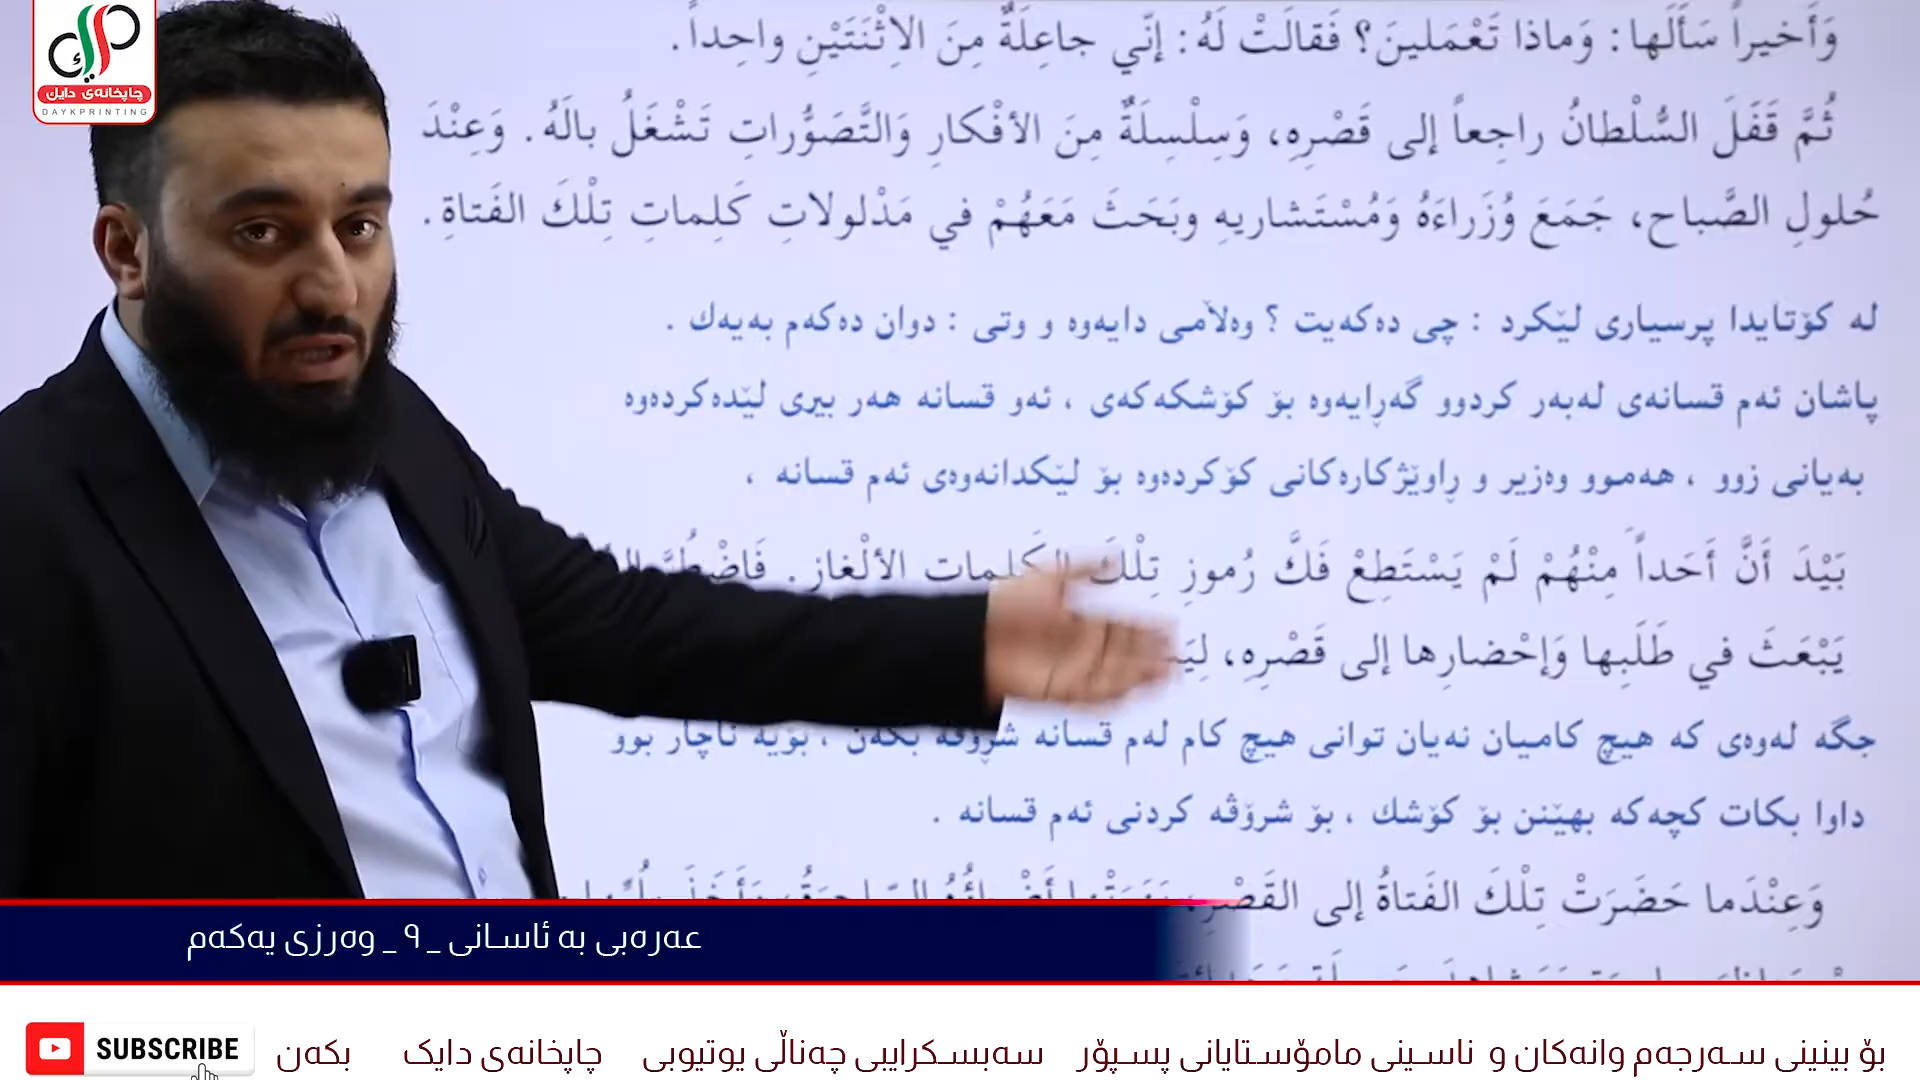 چاپخانەی دایك
DAYKPRINTING
وَأَخيراً سَأَلَها: وَماذا تَعْمَلينَ؟ فَقالَتْ لَهُ: إنّي جاعِلَةٌ مِنَ الاِثْنَتَيْنِ واحِداً.
ثُمَّ قَفَلَ السُّلْطانُ راجِعاً إلى قَصْرِهِ، وَسِلْسِلَةٌ مِنَ الأفْكارِ وَالتَّصَوُّراتِ تَشْغَلُ بالَهُ. وَعِنْدَ
حُلولِ الصَّباح، جَمَعَ وُزَراءَهُ وَمُسْتَشاريهِ وبَحَثَ مَعَهُمْ في مَدْلولاتِ كَلِماتِ تِلْكَ الفَتاةِ.
لە کۆتایدا پرسیاری لێکرد : چی دەکەیت ؟ وەڵامی دایەوە و وتی : دوان دەکەم بەیەك .
پاشان ئەم قسانەی لەبەر کردوو گەڕایەوە بۆ کۆشکەکەی ، ئەو قسانە هەر بیری لێدەکردەوە
بەیانی زوو ، هەموو وەزیر و ڕاوێژکارەکانی کۆکردەوە بۆ لێکدانەوەی ئەم قسانە ،
بَيْدَ أَنَّ أَحَداً مِنْهُمْ لَمْ يَسْتَطِعْ فَكَّ رُموزِ تِلْكَ الكَلِماتِ الألْغازِ. فَاضْطُرَّ
يَبْعَثَ في طَلَبِها وَإحْضارِها إلى قَصْرِهِ،
جگە لەوەی کە هیچ کامیان نەیان توانی هیچ کام لەم قسانە شرۆڤە بکەن ، بۆیە ناچار بوو
داوا بکات کچەکە بهێنن بۆ کۆشك ، بۆ شرۆڤە کردنی ئەم قسانە .
وَعِنْدَما حَضَرَتْ تِلْكَ الفَتاةُ إلى القَصْرِ،
عەرەبی بە ئاسانی _ ٩ _ وەرزی یەکەم
SUBSCRIBE
بۆ بینینی سەرجەم وانەکان و ناسینی مامۆستایانی پسپۆر سەبسکرایبی چەناڵی یوتیوبی چاپخانەی دایک بکەن